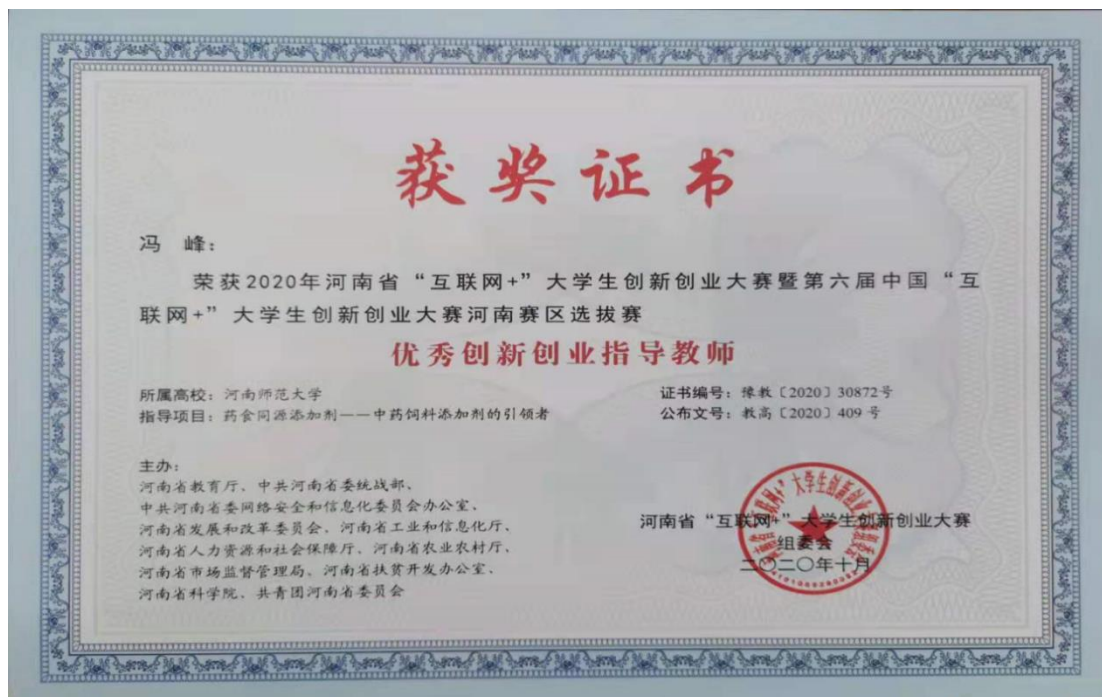 获奖证书
冯 峰：
荣获2020年河南省“互联网+”大学生创新创业大赛暨第六届中国“互
联网+”大学生创新创业大赛河南赛区选拔赛
优秀创新创业指导教师
所属高校：河南师范大学
指导项目：药食同源添加剂——中药饲料添加剂的引领者
证书编号：豫教〔2020〕30872号
公布文号：教高〔2020〕409 号
主办：
河南省教育厅、中共河南省委统战部、
中共河南省委网络安全和信息化委员会办公室、
河南省发展和改革委员会、河南省工业和信息化厅、
河南省人力资源和社会保障厅、河南省农业农村厅、
河南省市场监督管理局、河南省扶贫开发办公室、
河南省科学院、共青团河南省委员会
河南省“互联网+”大学生创新创业大赛
组委会
二〇二〇年十月